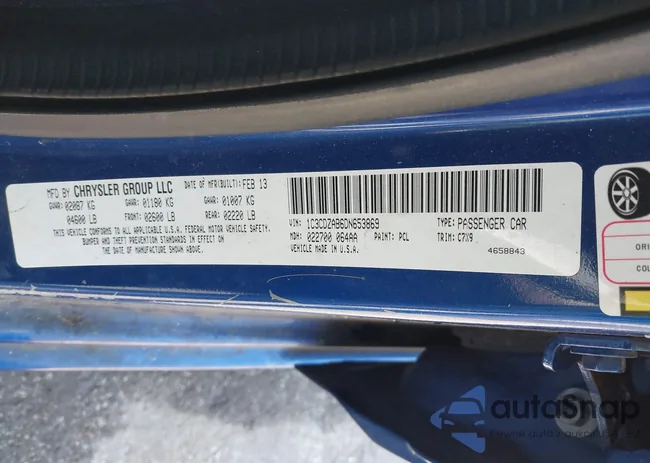 MFD BY CHRYSLER GROUP LLC DATE OF MFR(BUILT): FEB 13
GVWR: 02087 KG GAWR: 01180 KG GAWR: 01007 KG
04600 LB FRONT: 02600 LB REAR: 02220 LB
THIS VEHICLE CONFORMS TO ALL APPLICABLE U.S.A. FEDERAL MOTOR VEHICLE SAFETY,
BUMPER AND THEFT PREVENTION STANDARDS IN EFFECT ON THE
DATE OF MANUFACTURE SHOWN ABOVE.
VIN: 1C3CDZAB6DN653869 TYPE: PASSENGER CAR
MDH: 022700 064AA PAINT: PCL TRIM: C7X9
VEHICLE MADE IN U.S.A. 4658843
ORI
COL
autoSnap